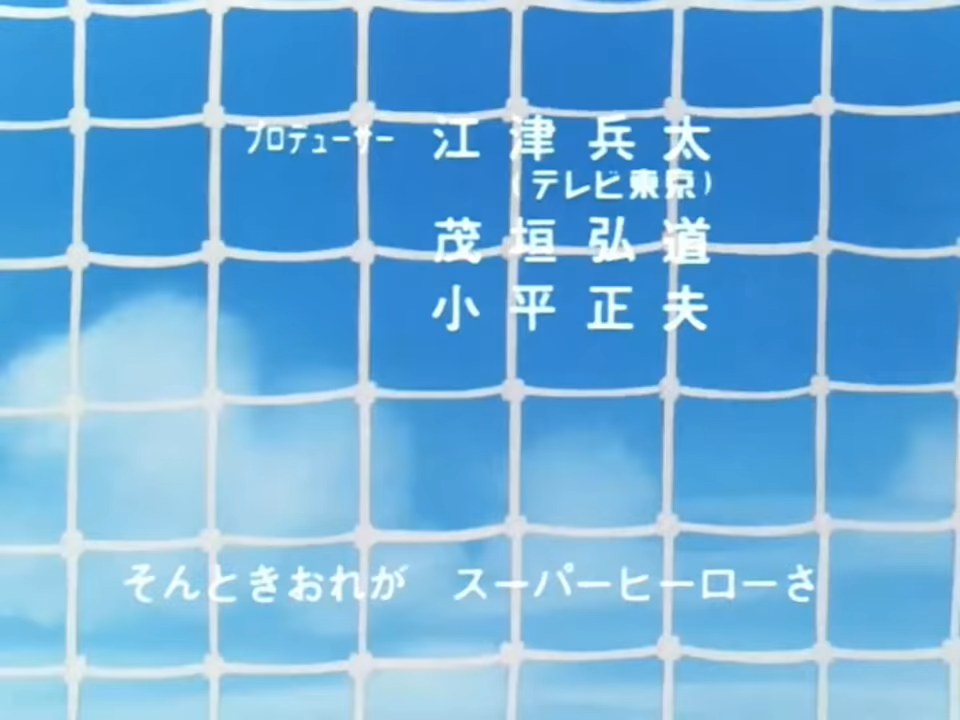 プロデューサー 江津兵太
(テレビ東京)
茂垣弘道
小平正夫
そんときおれが スーパーヒーローさ